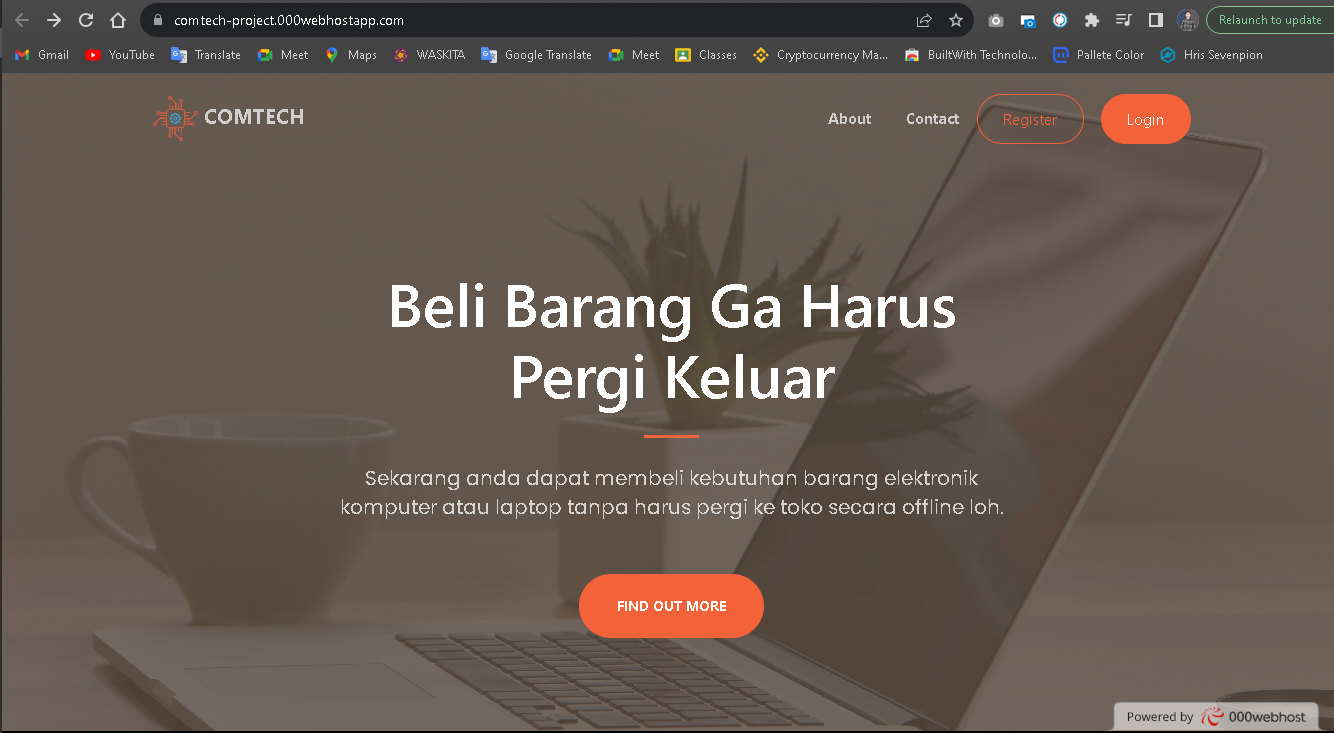 comtech-project.000webhostapp.com
Relaunch to update
Gmail
YouTube
Translate
Meet
Maps
WASKITA
Google Translate
Meet
Classes
Cryptocurrency Ma...
BuiltWith Technolo...
Pallete Color
Hris Sevenpion
COMTECH
About
Contact
Register
Login
Beli Barang Ga Harus
Pergi Keluar
Sekarang anda dapat membeli kebutuhan barang elektronik
komputer atau laptop tanpa harus pergi ke toko secara offline loh.
FIND OUT MORE
Powered by 000webhost